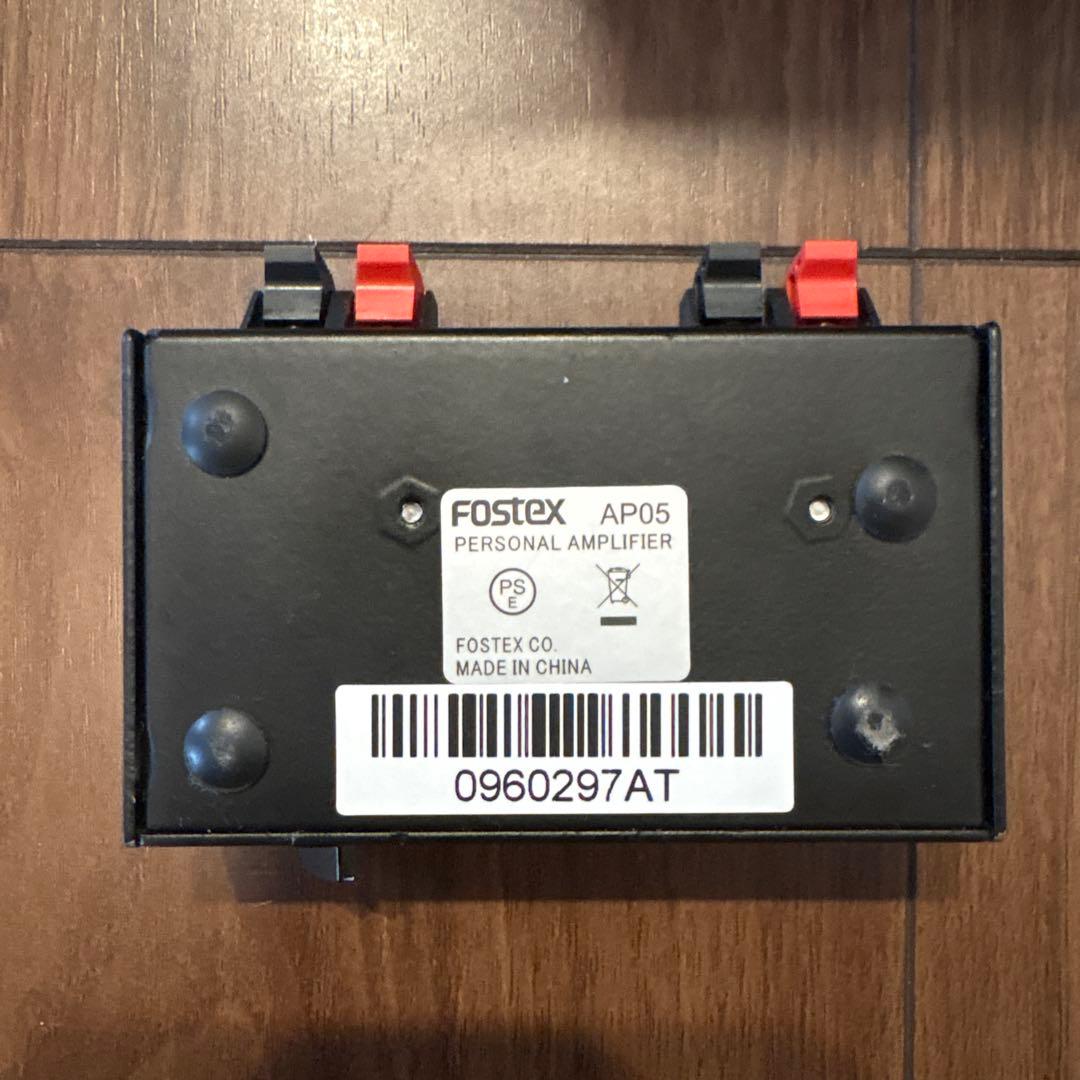 FOSTEX AP05
PERSONAL AMPLIFIER
PS
E
FOSTEX CO.
MADE IN CHINA
0960297AT